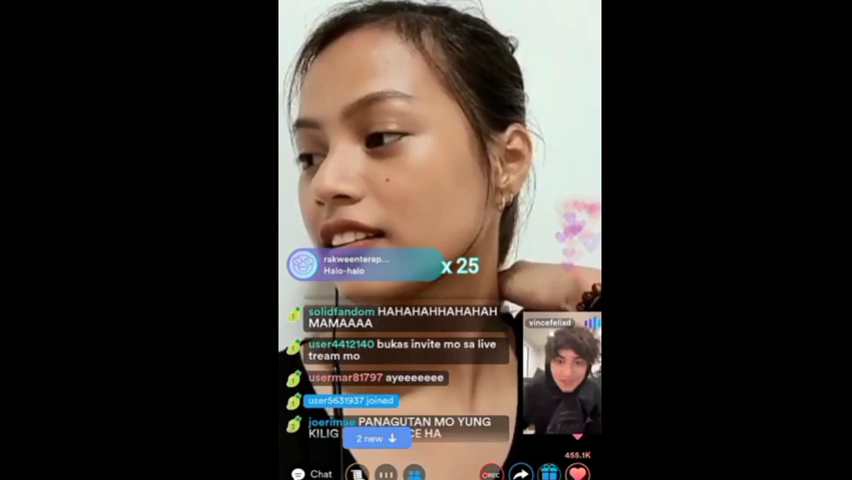 rakweenterap...
Halo-halo
x 25
solidfandom HAHAHAHHAHAHAH
MAMAAAA
vincefelixd
user4412140 bukas invite mo sa live
tream mo
usermar81797 ayeeeeeee
user5631937 joined
joerimae PANAGUTAN MO YUNG
KILIG CE HA
2 new
455.1K
Chat
REC